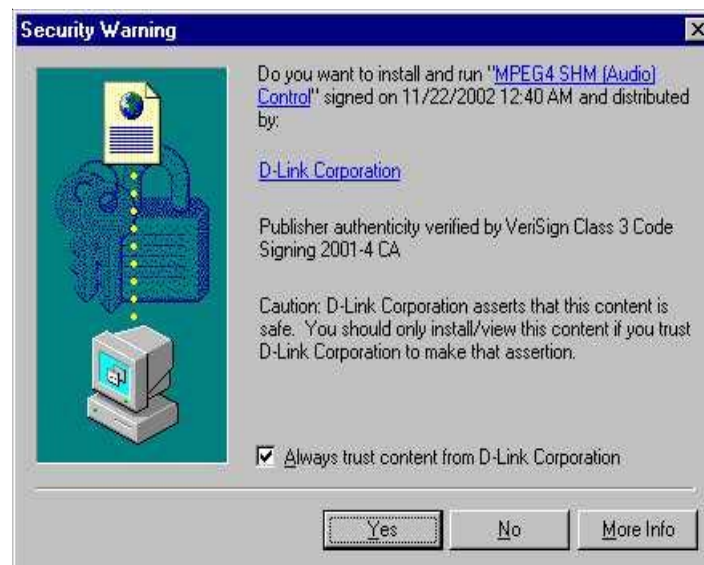 Security Warning
Do you want to install and run "MPEG4 SHM (Audio)
Control" signed on 11/22/2002 12:40 AM and distributed
by:
D-Link Corporation
Publisher authenticity verified by VeriSign Class 3 Code
Signing 2001-4 CA
Caution: D-Link Corporation asserts that this content is
safe. You should only install/view this content if you trust
D-Link Corporation to make that assertion.
Always trust content from D-Link Corporation
Yes No More Info